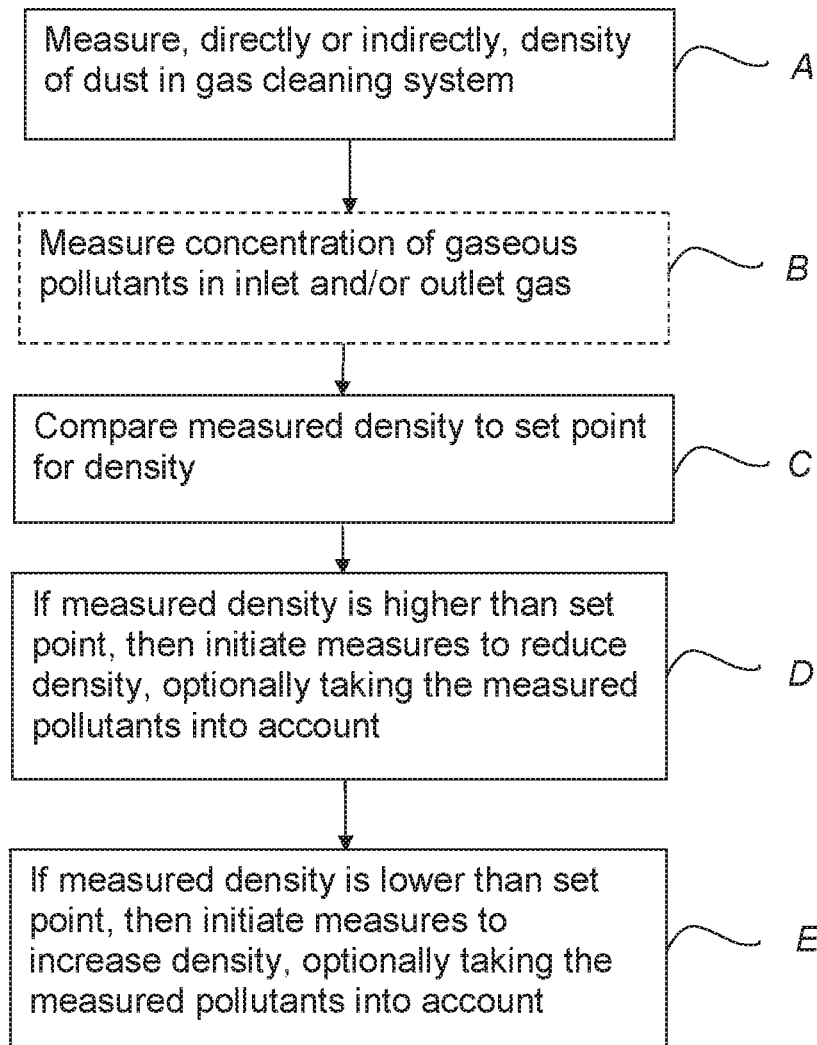 Measure, directly or indirectly, density
of dust in gas cleaning system
A
Measure concentration of gaseous
pollutants in inlet and/or outlet gas
B
Compare measured density to set point
for density
C
If measured density is higher than set
point, then initiate measures to reduce
density, optionally taking the measured
pollutants into account
D
If measured density is lower than set
point, then initiate measures to
increase density, optionally taking the
measured pollutants into account
E